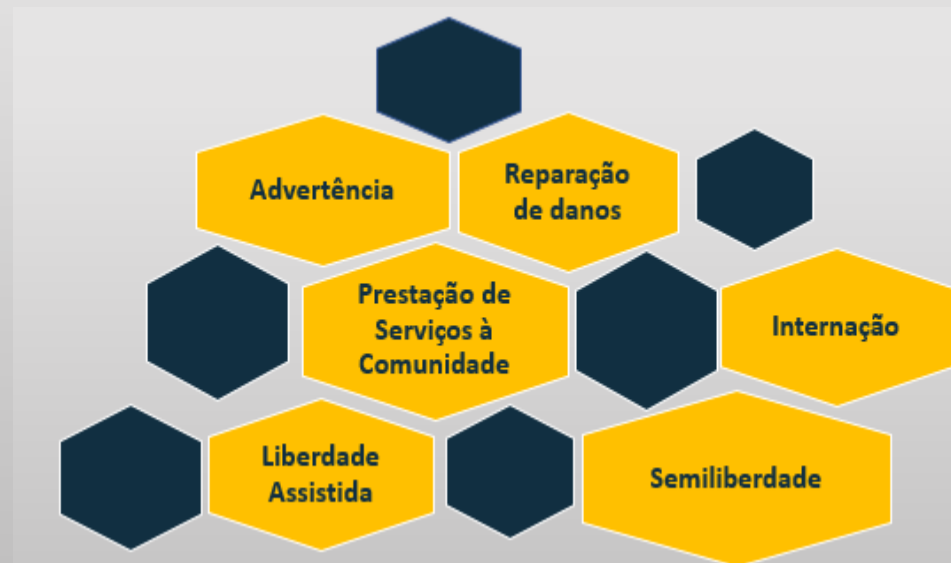 Advertência
Reparação
de danos
Prestação de
Serviços à
Comunidade
Internação
Liberdade
Assistida
Semiliberdade